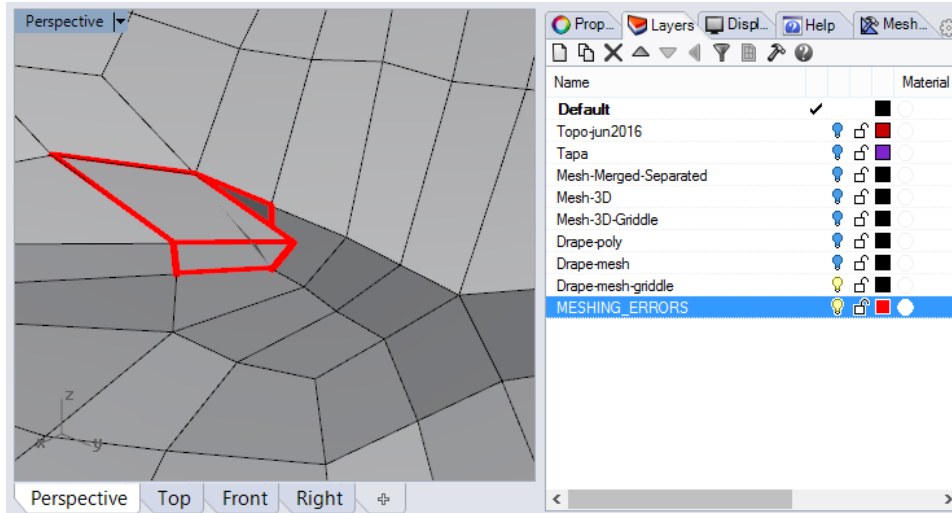 Perspective
z
x y
Perspective Top Front Right
Prop... Layers Displ... Help Mesh...
Name Material
Default
Topo-jun2016
Tapa
Mesh-Merged-Separated
Mesh-3D
Mesh-3D-Griddle
Drape-poly
Drape-mesh
Drape-mesh-griddle
MESHING_ERRORS